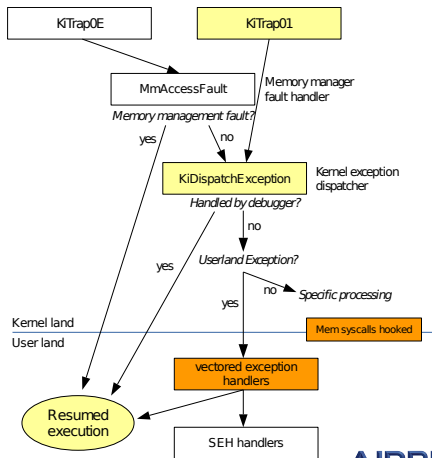 KiTrap0E
KiTrap01
Memory manager
fault handler
MmAccessFault
Memory management fault?
yes
no
KiDispatchException
Kernel exception
dispatcher
Handled by debugger?
no
yes
Userland Exception?
no
Specific processing
yes
Kernel land
Mem syscalls hooked
User land
vectored exception
handlers
Resumed
execution
SEH handlers